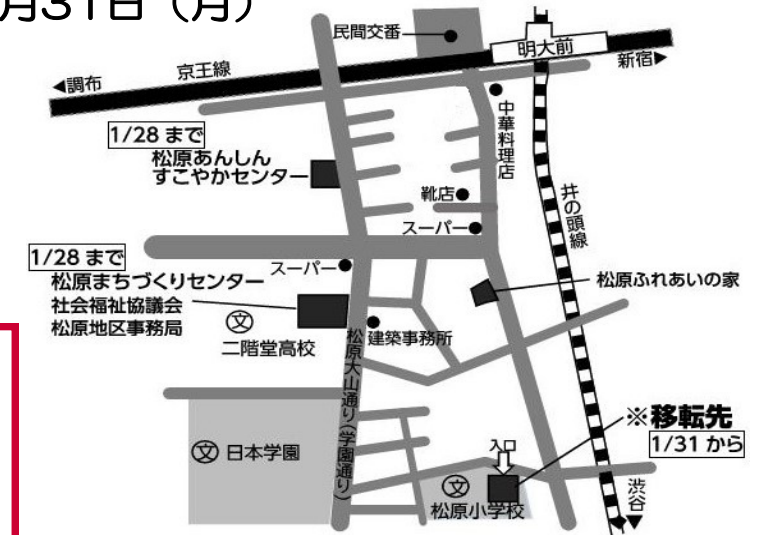 月31日（月）
民間交番
明大前
新宿▶
京王線
◀調布
中華料理店
1/28 まで
松原あんしん
すこやかセンター
靴店
スーパー
井の頭線
1/28 まで
松原まちづくりセンター
社会福祉協議会
松原地区事務局
スーパー
松原ふれあいの家
文
二階堂高校
建築事務所
松原大山通り（学園通り）
※移転先
1/31 から
入口
文 日本学園
文
松原小学校
渋谷▼